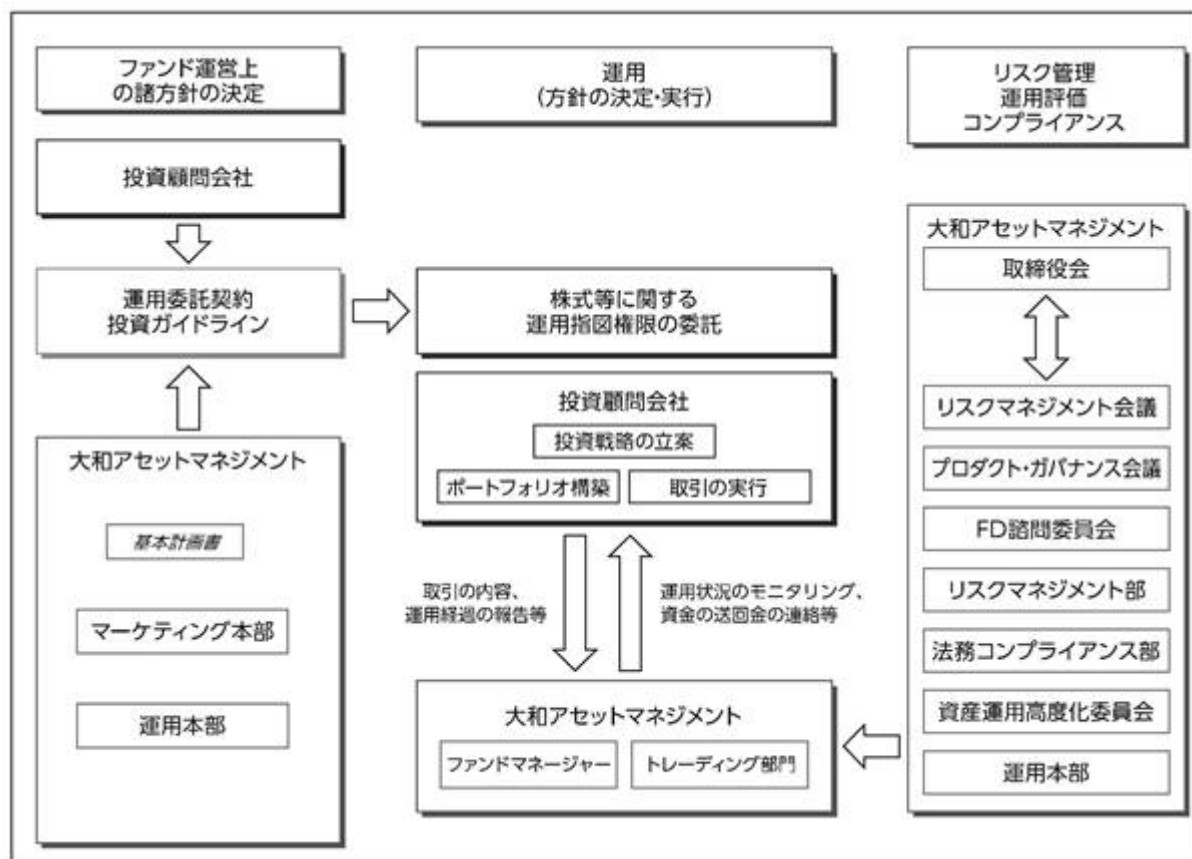 ファンド運営上
の諸方針の決定
投資顧問会社
運用委託契約
投資ガイドライン
大和アセットマネジメント
基本計画書
マーケティング本部
運用本部
運用
(方針の決定・実行)
株式等に関する
運用指図権限の委託
投資顧問会社
投資戦略の立案
ポートフォリオ構築
取引の実行
取引の内容、
運用経過の報告等
運用状況のモニタリング、
資金の送回金の連絡等
大和アセットマネジメント
ファンドマネージャー
トレーディング部門
リスク管理
運用評価
コンプライアンス
大和アセットマネジメント
取締役会
リスクマネジメント会議
プロダクト・ガバナンス会議
FD諮問委員会
リスクマネジメント部
法務コンプライアンス部
資産運用高度化委員会
運用本部